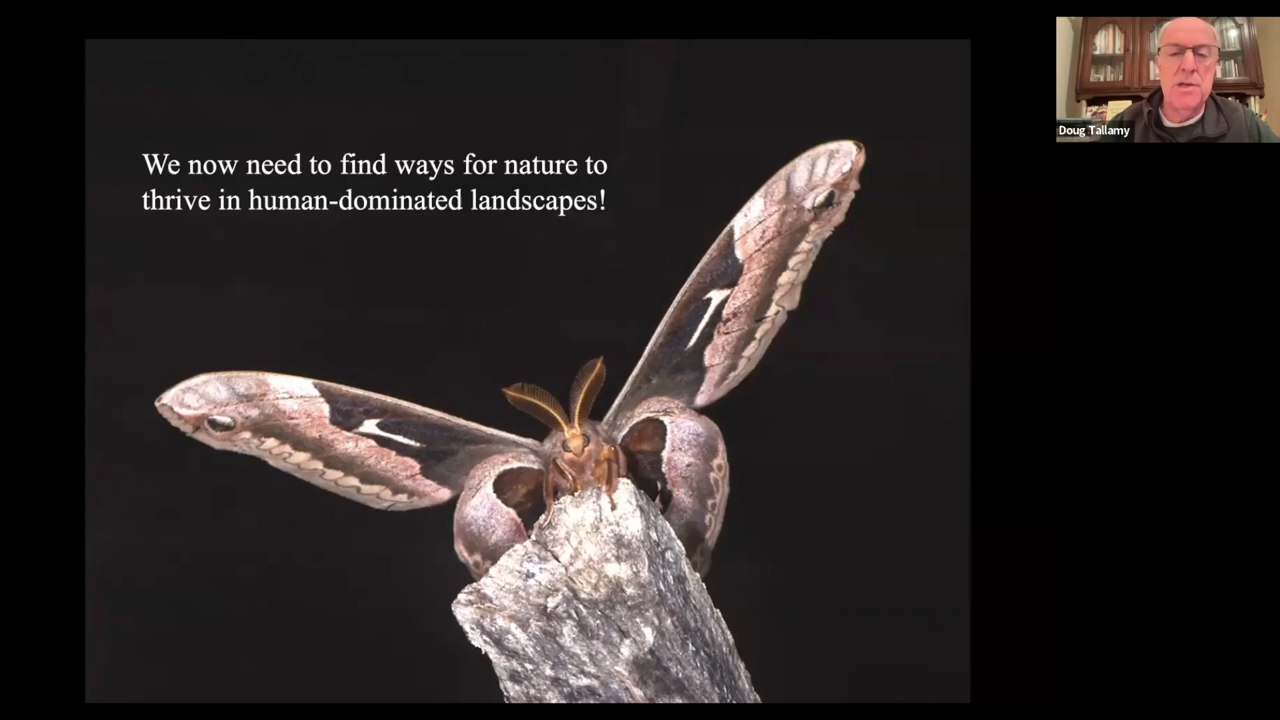 We now need to find ways for nature to
thrive in human-dominated landscapes!
Doug Tallamy